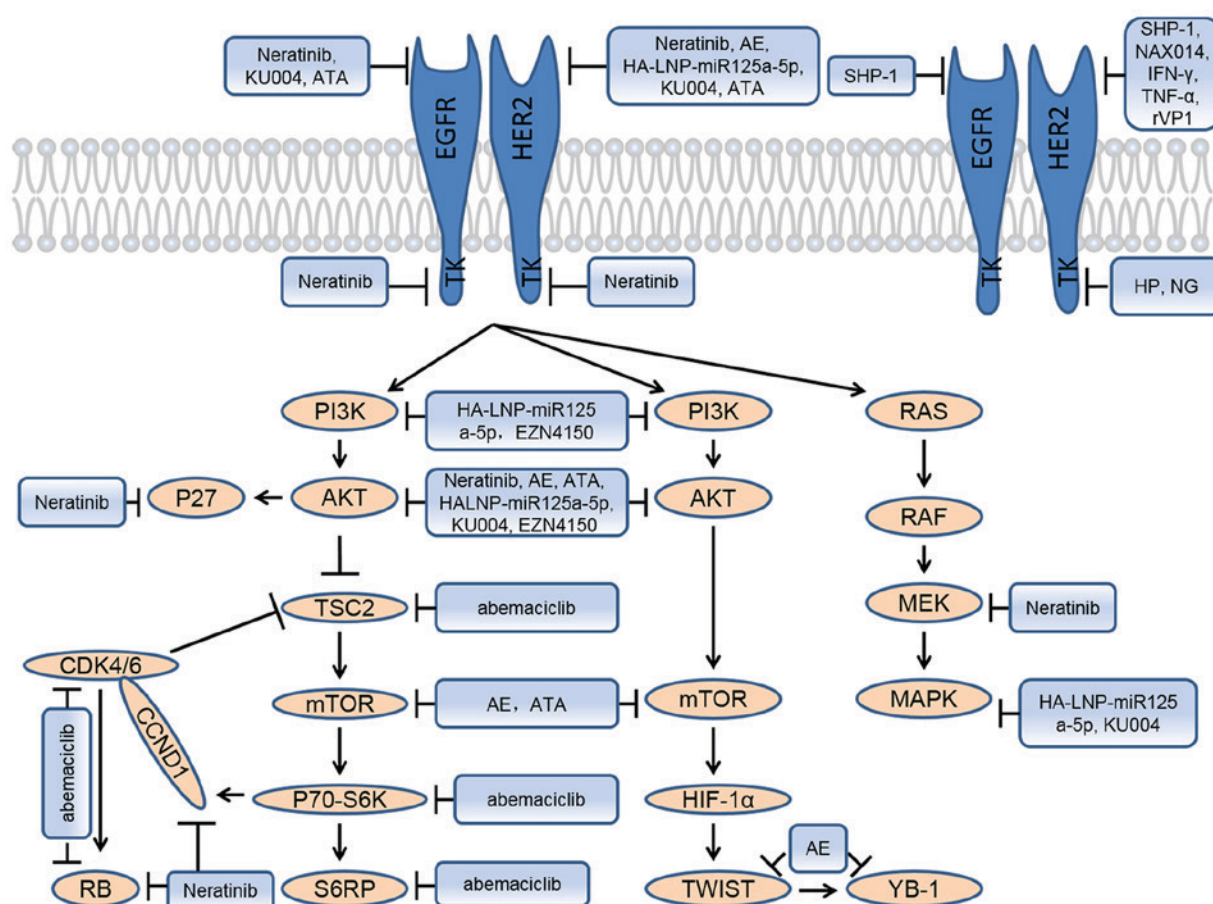 Neratinib,
KU004, ATA
Neratinib, AE,
HA-LNP-miR125a-5p,
KU004, ATA
SHP-1
SHP-1,
NAX014,
IFN-γ,
TNF-α,
rVP1
EGFR
HER2
EGFR
HER2
TK
TK
TK
TK
Neratinib
Neratinib
HP, NG
PI3K
HA-LNP-miR125
a-5p, EZN4150
PI3K
RAS
Neratinib
P27
AKT
Neratinib, AE, ATA,
HALNP-miR125a-5p,
KU004, EZN4150
AKT
RAF
TSC2
abemaciclib
MEK
Neratinib
CDK4/6
mTOR
AE, ATA
mTOR
MAPK
HA-LNP-miR125
a-5p, KU004
abemaciclib
CCND1
P70-S6K
abemaciclib
HIF-1α
AE
RB
Neratinib
S6RP
abemaciclib
TWIST
YB-1